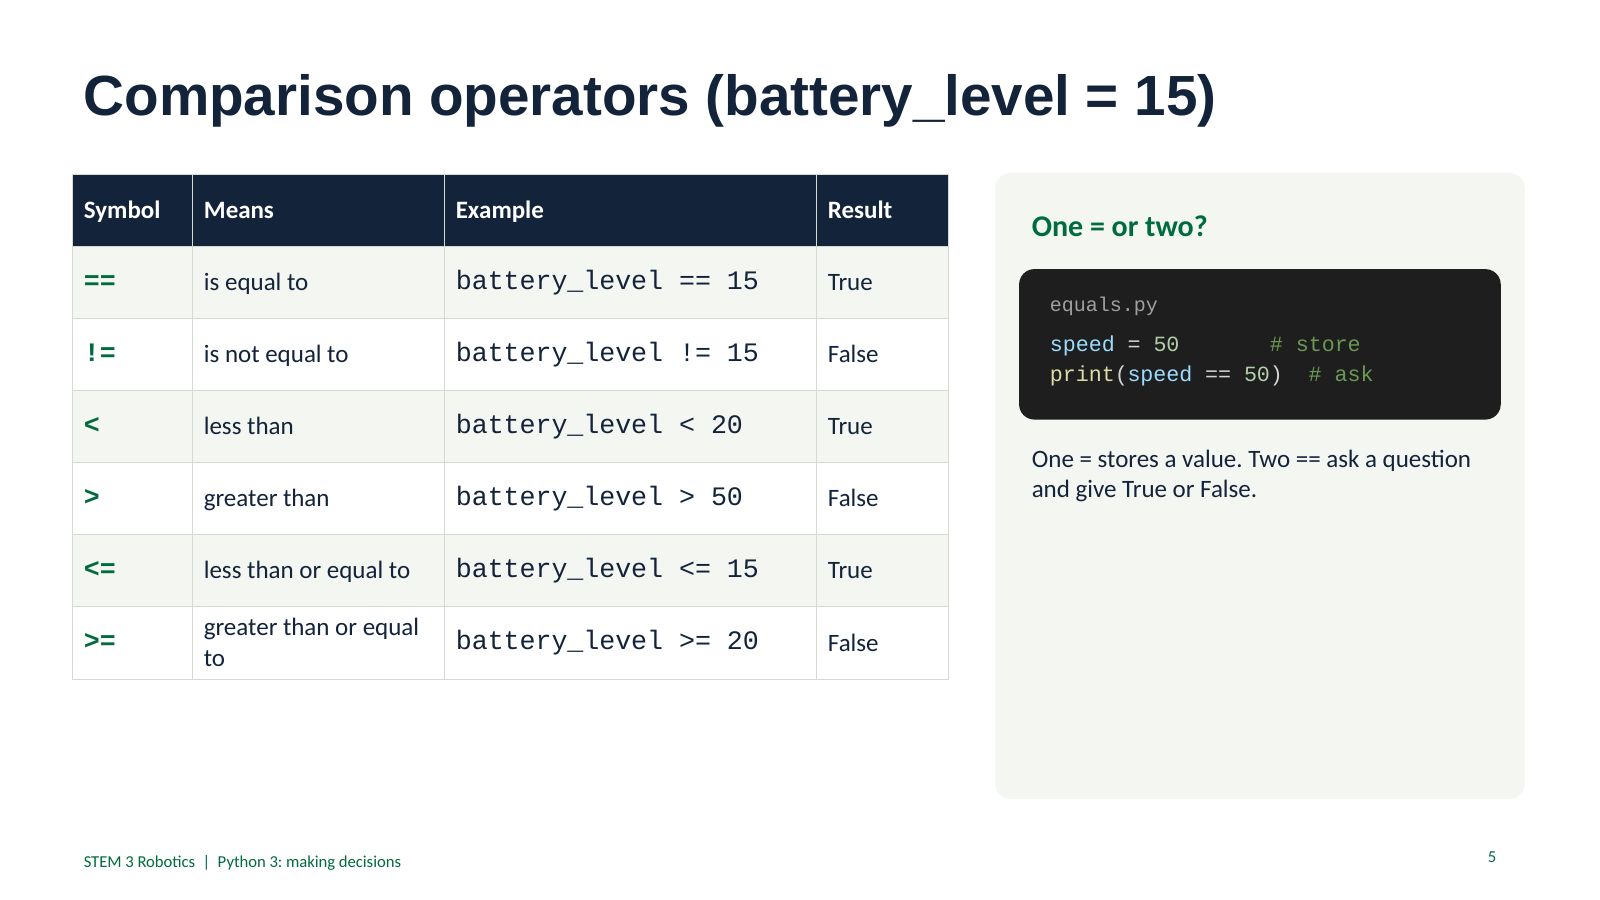 Comparison operators (battery_level = 15)
Symbol Means Example Result
== is equal to battery_level == 15 True
!= is not equal to battery_level != 15 False
< less than battery_level < 20 True
> greater than battery_level > 50 False
<= less than or equal to battery_level <= 15 True
>= greater than or equal
to battery_level >= 20 False
One = or two?
equals.py
speed = 50       # store
print(speed == 50)  # ask
One = stores a value. Two == ask a question
and give True or False.
STEM 3 Robotics | Python 3: making decisions
5